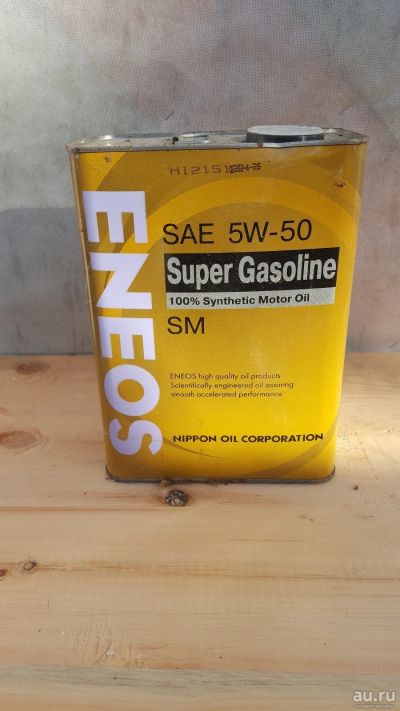 MI2151
ENEOS
SAE 5W-50
Super Gasoline
100% Synthetic Motor Oil
SM
ENEOS high quality oil products
Scientifically engineered oil assuring
smooth accelerated performance
NIPPON OIL CORPORATION
au.ru